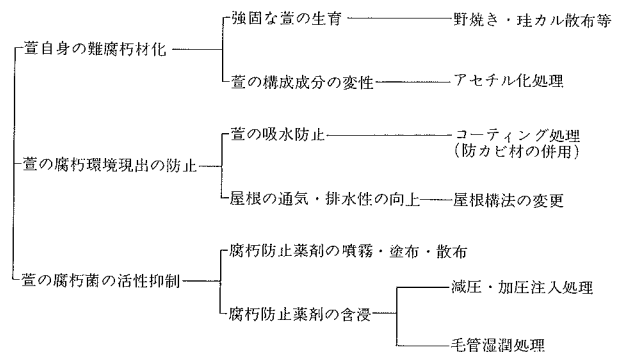 強固な萱の生育
野焼き・珪カル散布等
萱自身の難腐朽材化
萱の構成成分の変性
アセチル化処理
萱の吸水防止
コーティング処理
(防カビ材の併用)
萱の腐朽環境現出の防止
屋根の通気・排水性の向上
屋根構法の変更
腐朽防止薬剤の噴霧・塗布・散布
萱の腐朽菌の活性抑制
減圧・加圧注入処理
腐朽防止薬剤の含浸
毛管湿潤処理